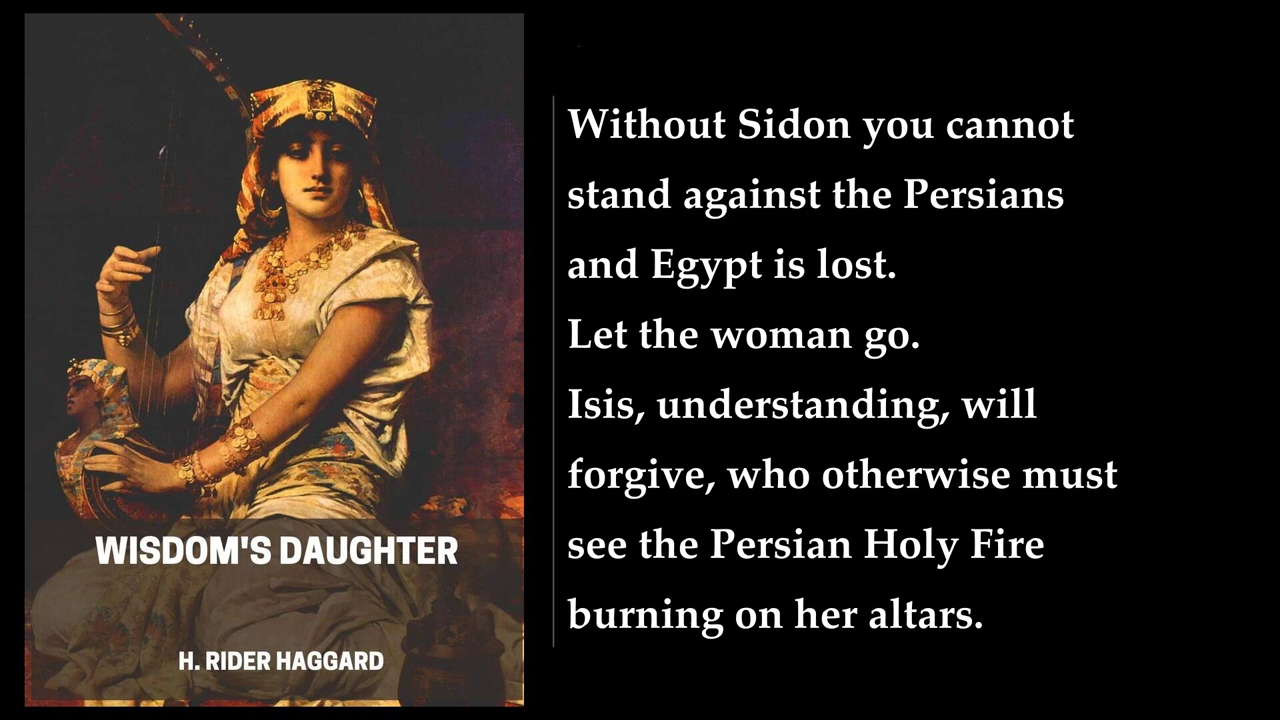 WISDOM'S DAUGHTER
H. RIDER HAGGARD
Without Sidon you cannot
stand against the Persians
and Egypt is lost.
Let the woman go.
Isis, understanding, will
forgive, who otherwise must
see the Persian Holy Fire
burning on her altars.